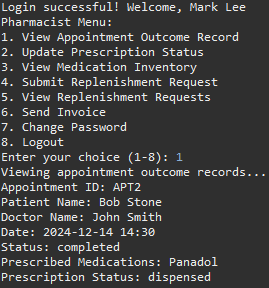 Login successful! Welcome, Mark Lee
Pharmacist Menu:
1. View Appointment Outcome Record
2. Update Prescription Status
3. View Medication Inventory
4. Submit Replenishment Request
5. View Replenishment Requests
6. Send Invoice
7. Change Password
8. Logout
Enter your choice (1-8): 1
Viewing appointment outcome records...
Appointment ID: APT2
Patient Name: Bob Stone
Doctor Name: John Smith
Date: 2024-12-14 14:30
Status: completed
Prescribed Medications: Panadol
Prescription Status: dispensed